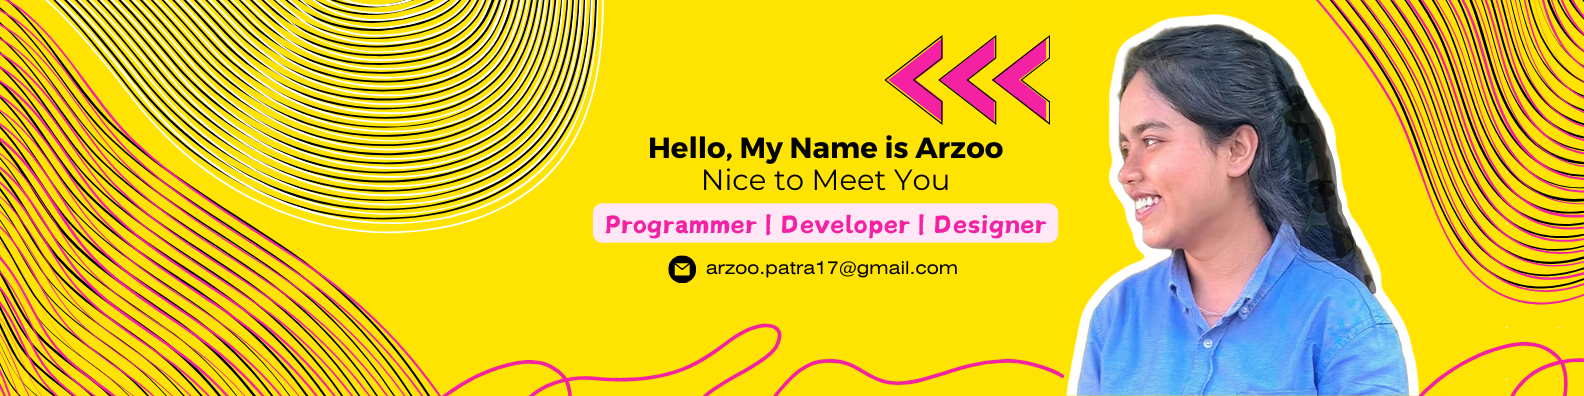 Hello, My Name is Arzoo
Nice to Meet You
Programmer | Developer | Designer
arzoo.patra17@gmail.com